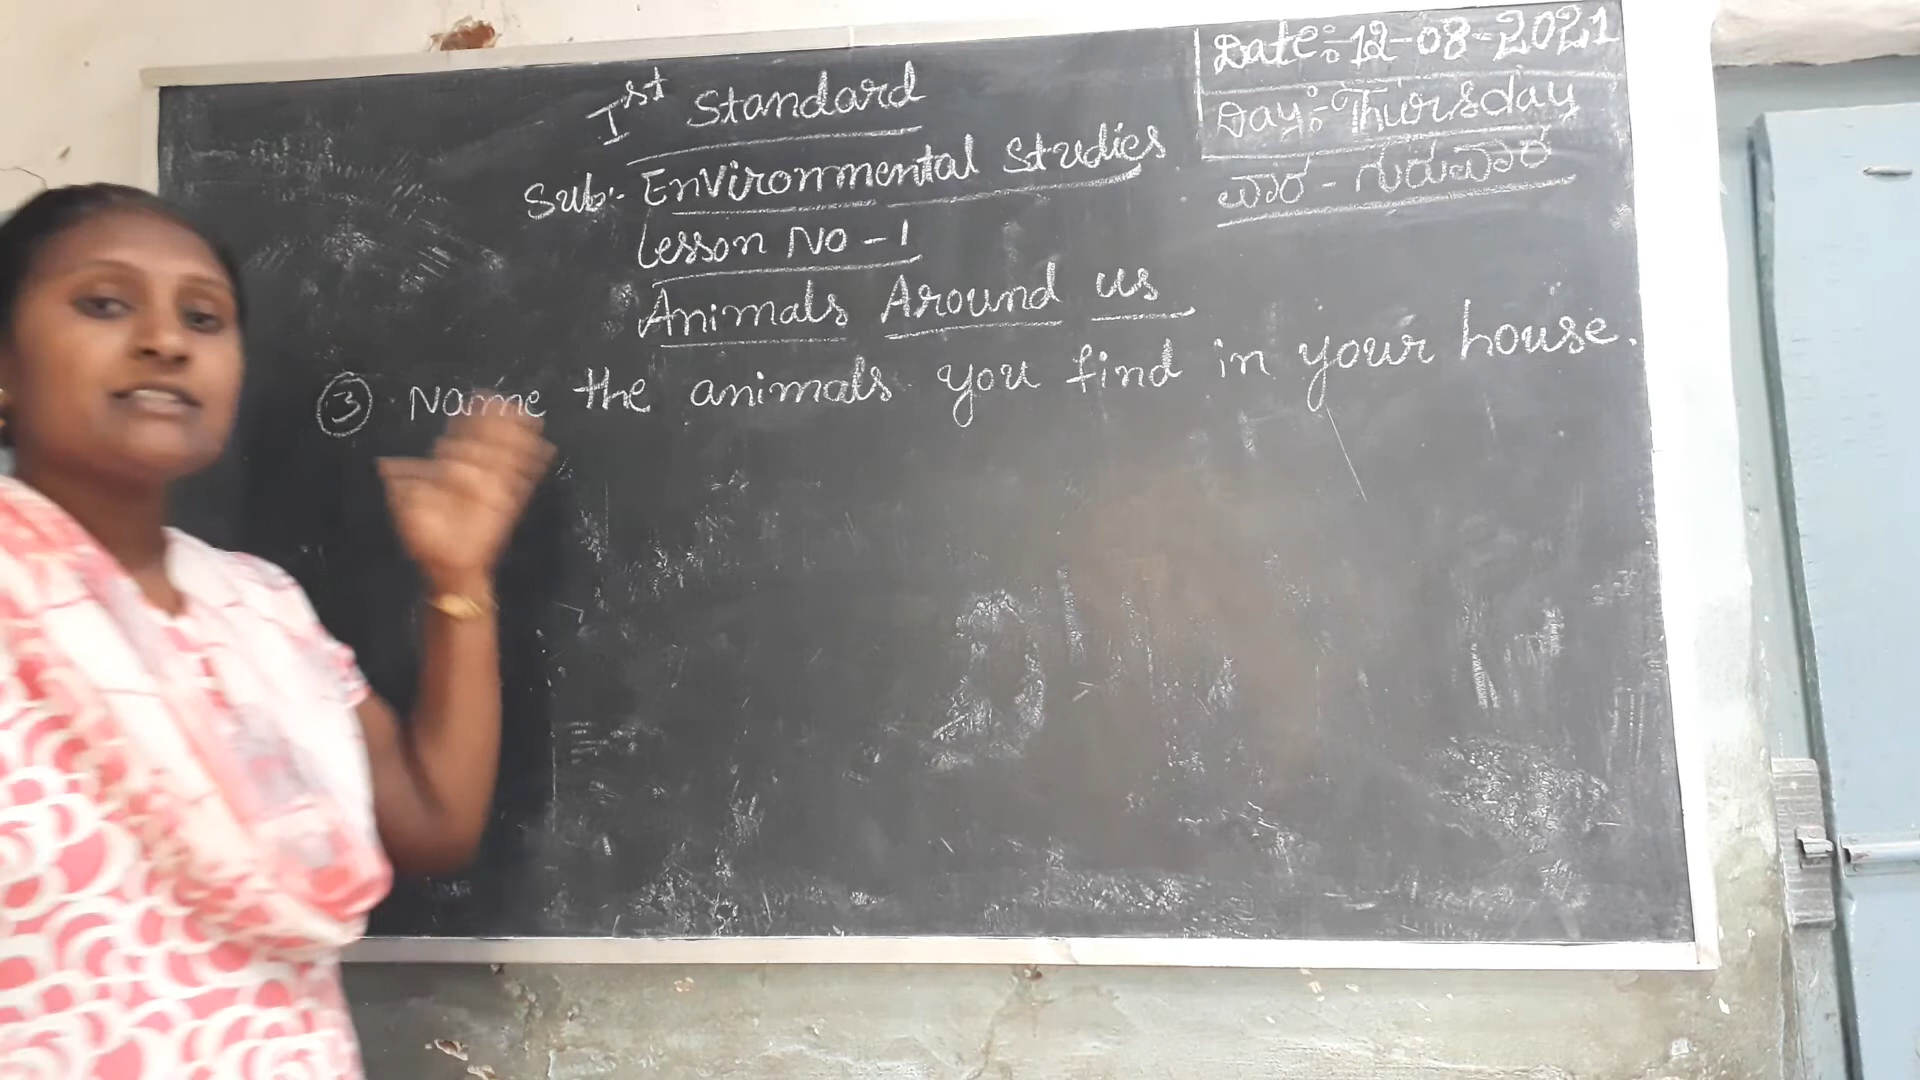 Date:-12-08-2021
Day:-Thursday
ವಾರ - ಗುರುವಾರ
Ist Standard
Sub:- Environmental Studies
Lesson No-1
Animals Around us
③ Name the animals you find in your house.